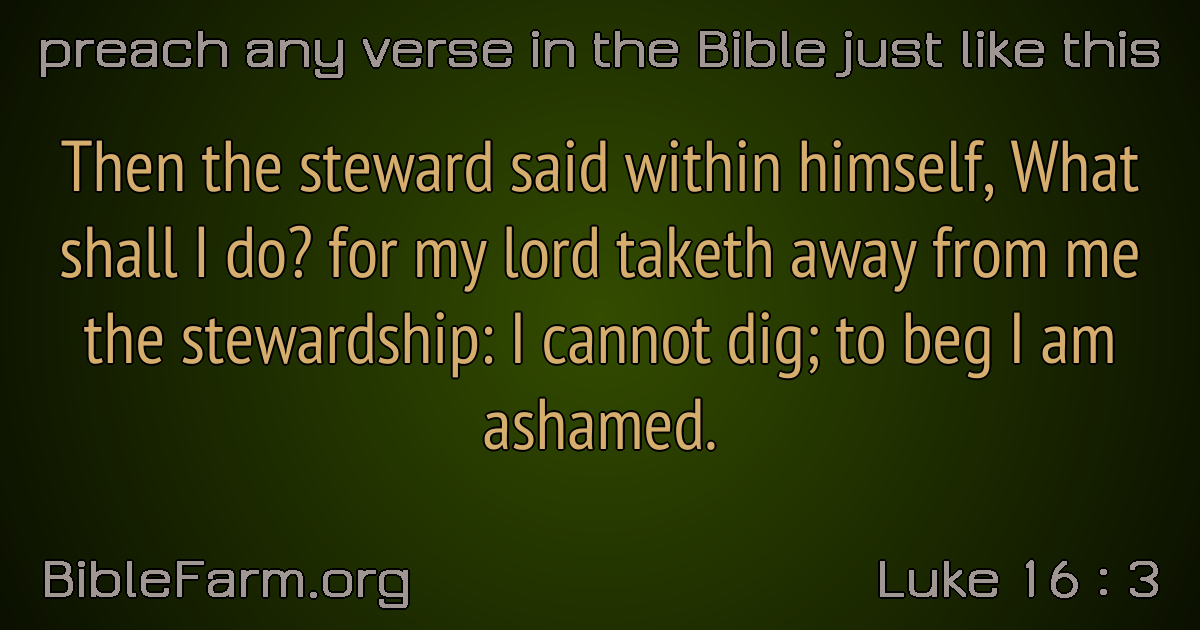 preach any verse in the Bible just like this
Then the steward said within himself, What
shall I do? for my lord taketh away from me
the stewardship: I cannot dig; to beg I am
ashamed.
BibleFarm.org
Luke 16 : 3